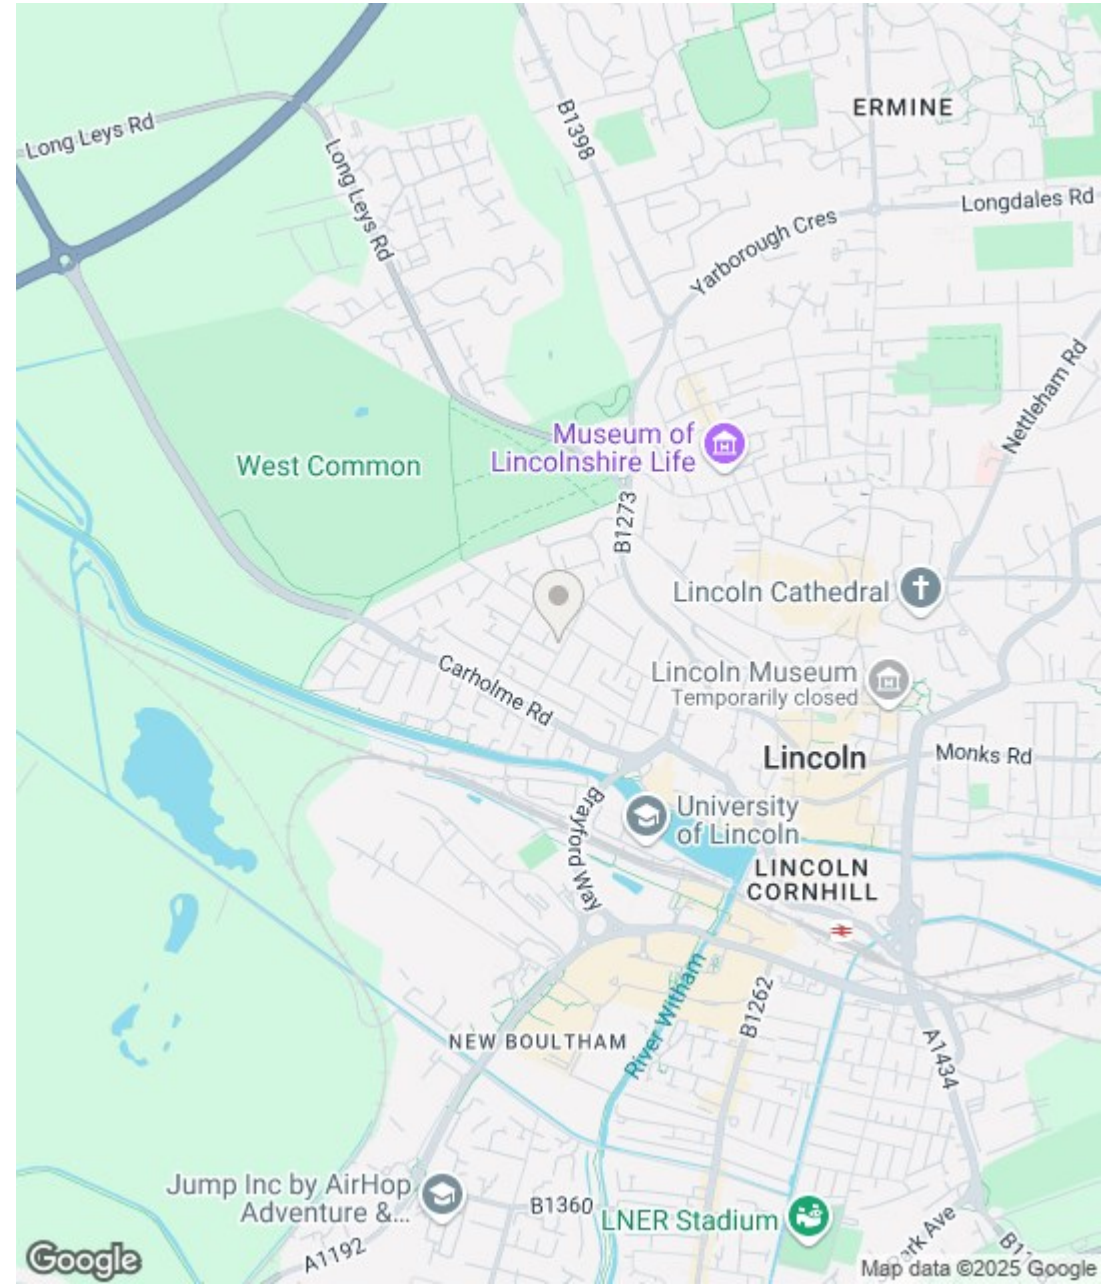 ERMINE
B1398
Long Leys Rd
Long Leys Rd
Longdales Rd
Yarborough Cres
Nettleham Rd
Museum of
Lincolnshire Life
West Common
B1273
Lincoln Cathedral
Carholme Rd
Lincoln Museum
Temporarily closed
Lincoln
Monks Rd
University
of Lincoln
Brayford Way
LINCOLN
CORNHILL
River Witham
B1262
NEW BOULTHAM
A1434
Jump Inc by AirHop
Adventure &...
B1360
LNER Stadium
A1192
Google
Map data ©2025 Google